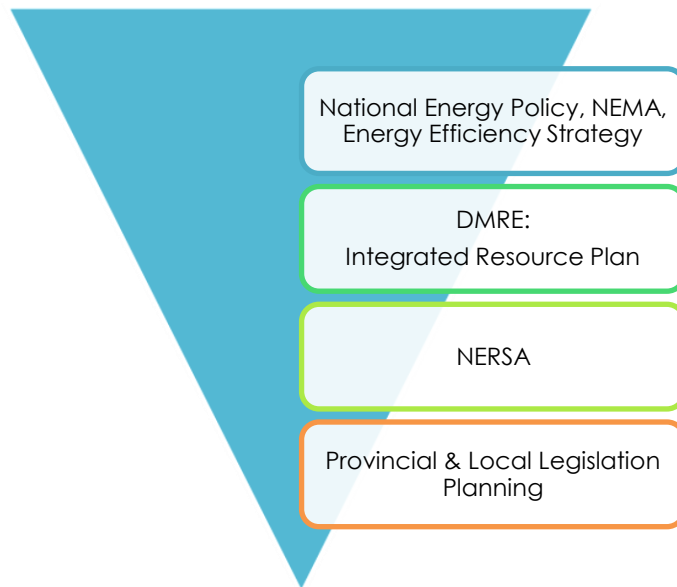 National Energy Policy, NEMA,
Energy Efficiency Strategy
DMRE:
Integrated Resource Plan
NERSA
Provincial & Local Legislation
Planning